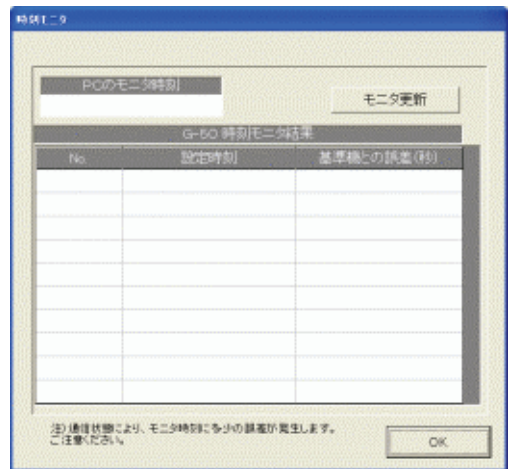 時刻モニタ
PCのモニタ時刻
モニタ更新
G-50 時刻モニタ結果
No.
設定時刻
基準機との誤差(秒)
注)通信状態により、モニタ時刻に多少の誤差が発生します。
ご注意ください。
OK